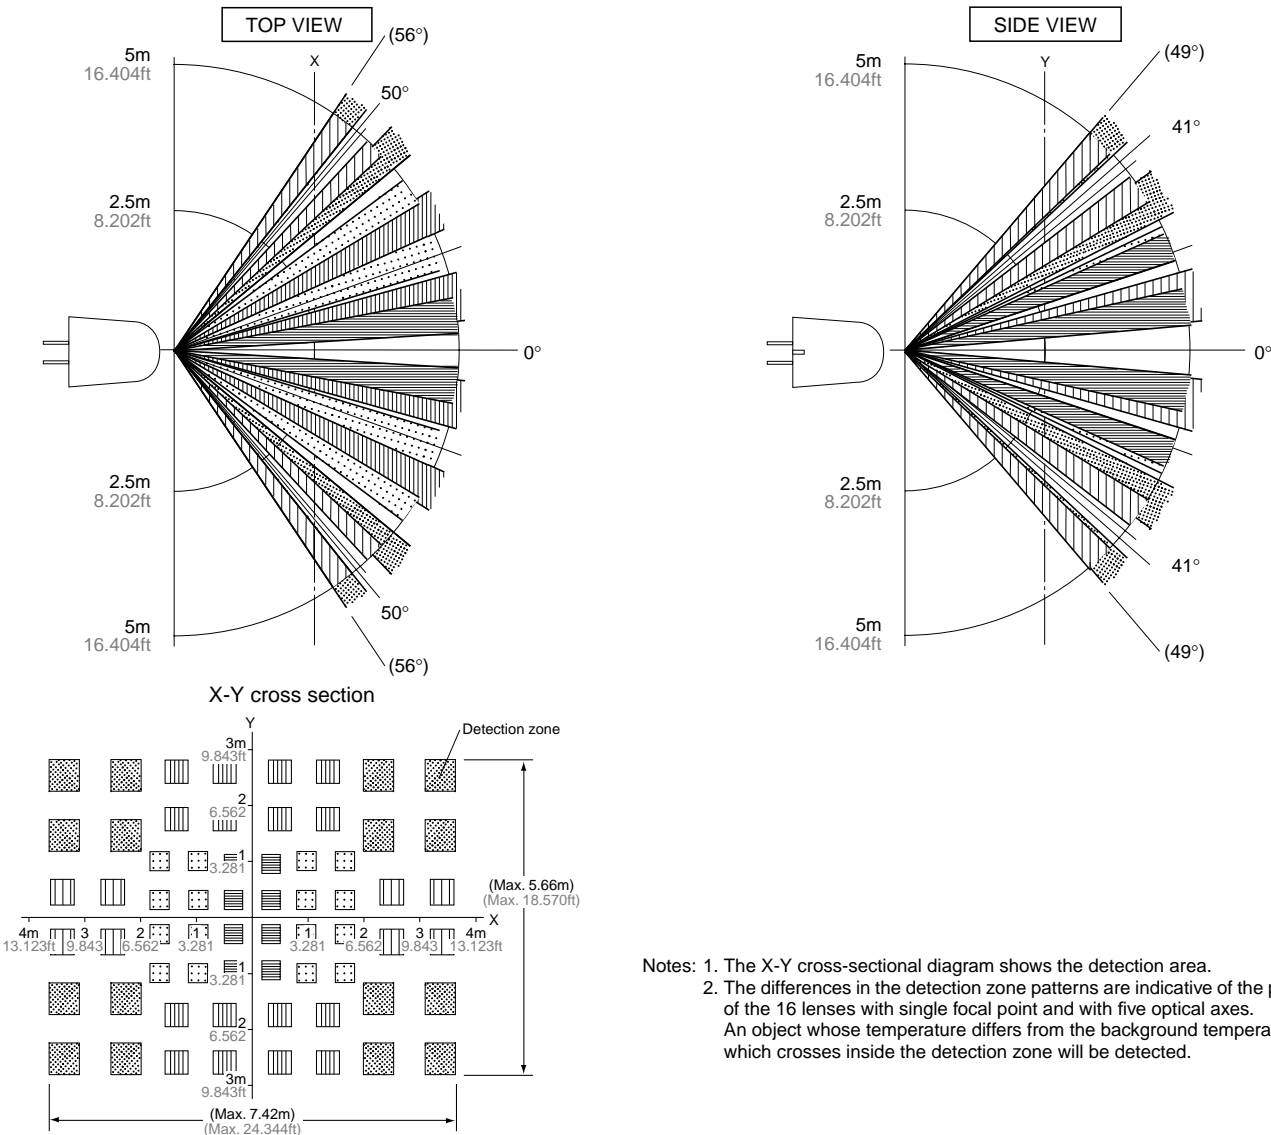 TOP VIEW
(56°)
X
5m
16.404ft
50°
2.5m
8.202ft
0°
2.5m
8.202ft
50°
5m
16.404ft
(56°)
SIDE VIEW
(49°)
Y
5m
16.404ft
41°
2.5m
8.202ft
0°
2.5m
8.202ft
41°
5m
16.404ft
(49°)
X-Y cross section
Y
Detection zone
3m
9.843ft
2
6.562
1
3.281
(Max. 5.66m)
(Max. 18.570ft)
X
4m 3 2 1 1 2 3 4m
13.123ft 9.843 6.562 3.281 3.281 6.562 9.843 13.123ft
1
3.281
2
6.562
3m
9.843ft
(Max. 7.42m)
(Max. 24.344ft)
Notes: 1. The X-Y cross-sectional diagram shows the detection area.
2. The differences in the detection zone patterns are indicative of the
of the 16 lenses with single focal point and with five optical axes.
An object whose temperature differs from the background
which crosses inside the detection zone will be detected.